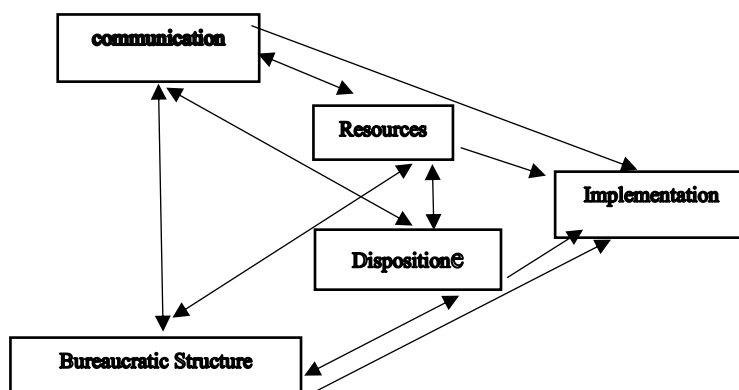 communication
Resources
Implementation
Dispositione
Bureaucratic Structure